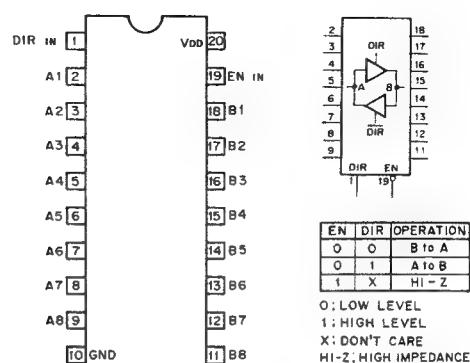 DIR IN 1
VDD 20
A1 2
19 EN IN
A2 3
18 B1
A3 4
17 B2
A4 5
16 B3
A5 6
15 B4
A6 7
14 B5
A7 8
13 B6
A8 9
12 B7
10 GND
11 B8
2
3
4
5
6
7
8
9
18
17
16
15
14
13
12
11
DIR
A B
DIR
DIR EN
1 19
EN DIR OPERATION
0 0 B to A
0 1 A to B
1 X HI-Z
0; LOW LEVEL
1; HIGH LEVEL
X; DON'T CARE
HI-Z; HIGH IMPEDANCE